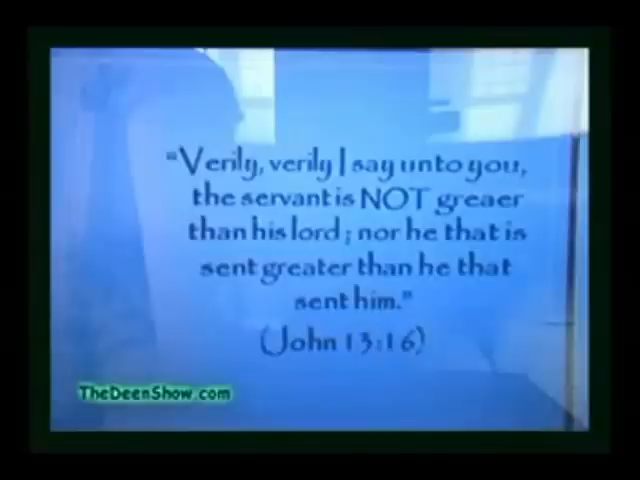 "Verily, verily I say unto you,
the servant is NOT greaer
than his lord; nor he that is
sent greater than he that
sent him."
(John 13:16)
TheDeenShow.com